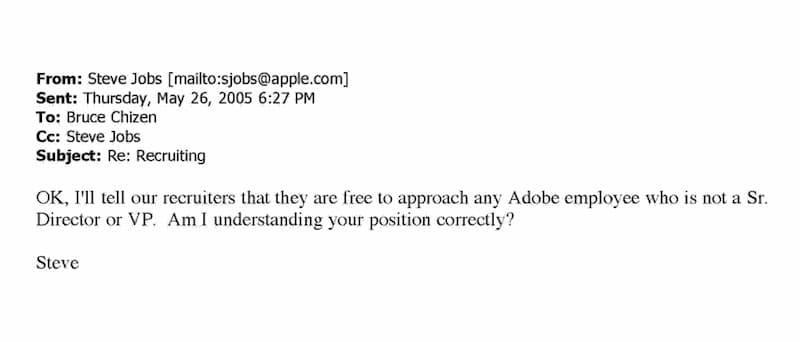 From: Steve Jobs [mailto:sjobs@apple.com]
Sent: Thursday, May 26, 2005 6:27 PM
To: Bruce Chizen
Cc: Steve Jobs
Subject: Re: Recruiting
OK, I'll tell our recruiters that they are free to approach any Adobe employee who is not a Sr.
Director or VP.  Am I understanding your position correctly?
Steve